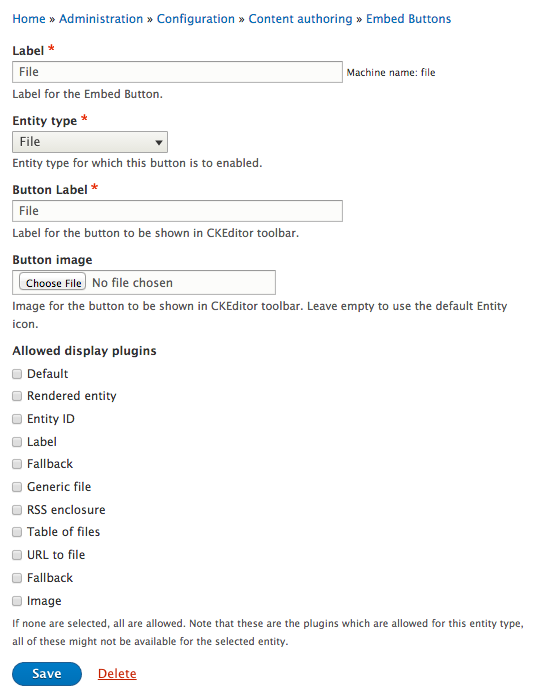 Home » Administration » Configuration » Content authoring » Embed Buttons
Label *
File Machine name: file
Label for the Embed Button.
Entity type *
File
Entity type for which this button is to enabled.
Button Label *
File
Label for the button to be shown in CKEditor toolbar.
Button image
Choose File No file chosen
Image for the button to be shown in CKEditor toolbar. Leave empty to use the default Entity
icon.
Allowed display plugins
Default
Rendered entity
Entity ID
Label
Fallback
Generic file
RSS enclosure
Table of files
URL to file
Fallback
Image
If none are selected, all are allowed. Note that these are the plugins which are allowed for this entity type,
all of these might not be available for the selected entity.
Save Delete